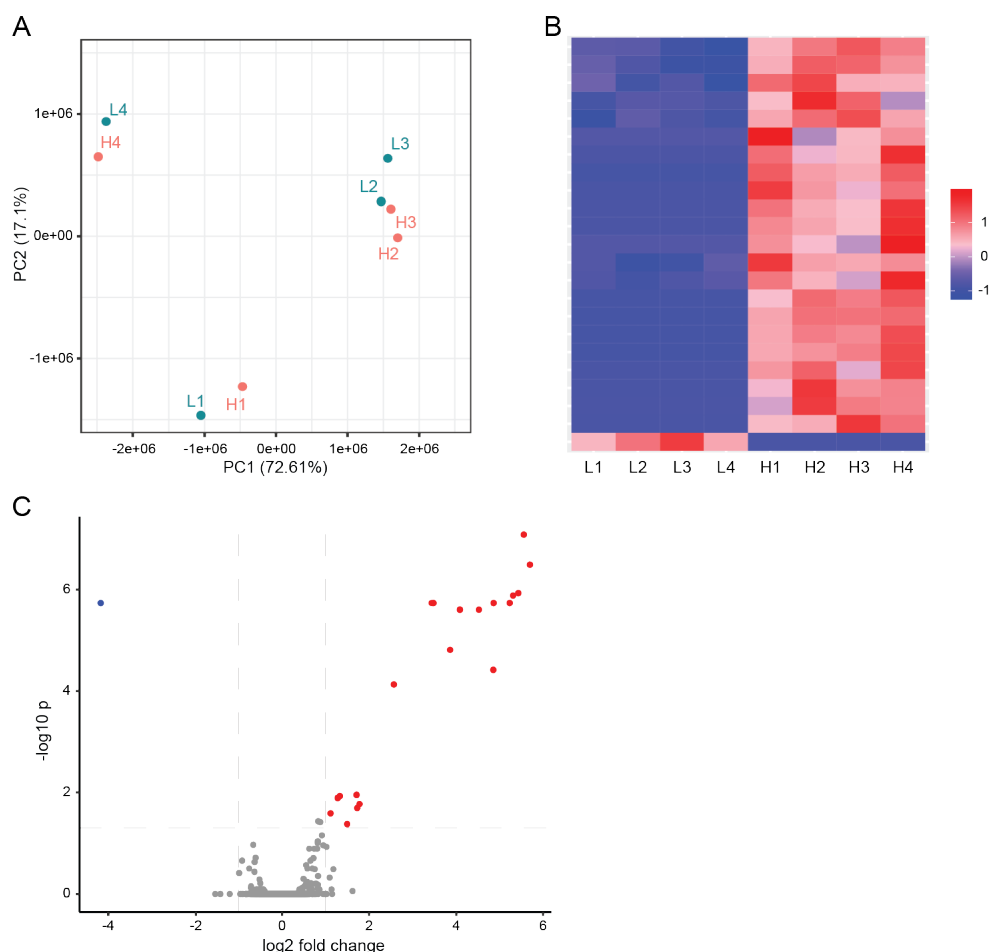 A
B
L4
H4
L3
L2
H3
H2
L1
H1
1e+06
0e+00
-1e+06
PC2 (17.1%)
-2e+06 -1e+06 0e+00 1e+06 2e+06
PC1 (72.61%)
1
0
-1
L1 L2 L3 L4 H1 H2 H3 H4
C
6
4
2
0
-log10 p
-4 -2 0 2 4 6
log2 fold change